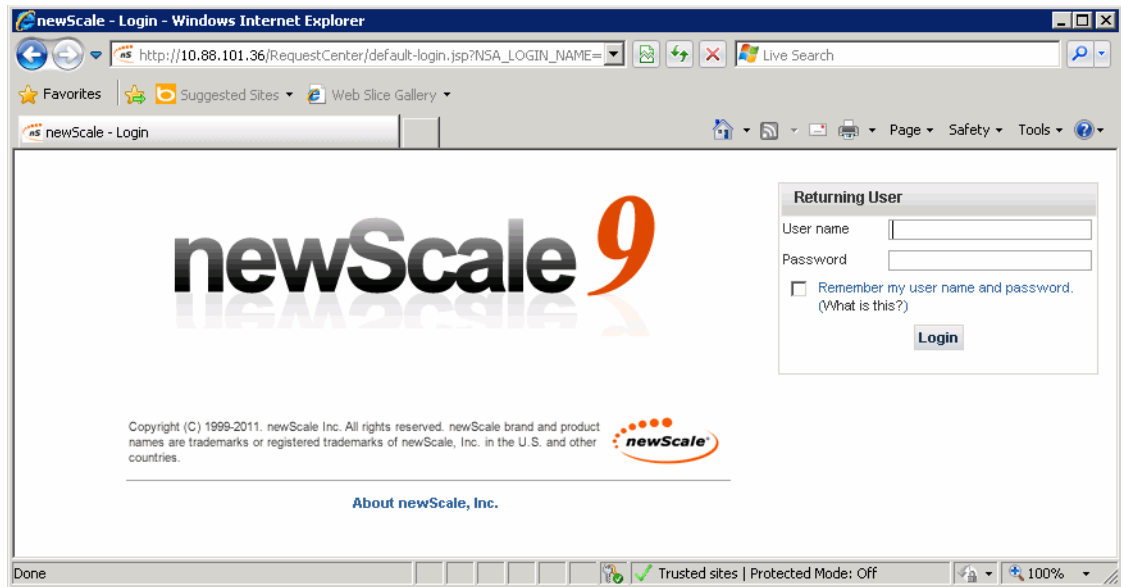 newScale - Login - Windows Internet Explorer
http://10.88.101.36/RequestCenter/default-login.jsp?NSA_LOGIN_NAME=
Live Search
Favorites
Suggested Sites
Web Slice Gallery
newScale - Login
Page
Safety
Tools
newScale 9
Returning User
User name
Password
Remember my user name and password.
(What is this?)
Login
Copyright (C) 1999-2011. newScale Inc. All rights reserved. newScale brand and product
names are trademarks or registered trademarks of newScale, Inc. in the U.S. and other
countries.
newScale
About newScale, Inc.
Done
Trusted sites | Protected Mode: Off
100%